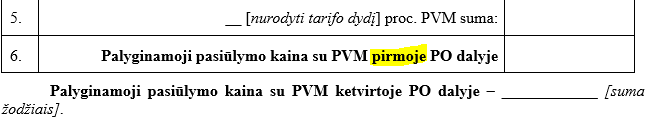 5. __ [nurodyti tarifo dydį] proc. PVM suma:
6. Palyginamoji pasiūlymo kaina su PVM pirmoje PO dalyje
Palyginamoji pasiūlymo kaina su PVM ketvirtoje PO dalyje – ___________ [suma
žodžiais].